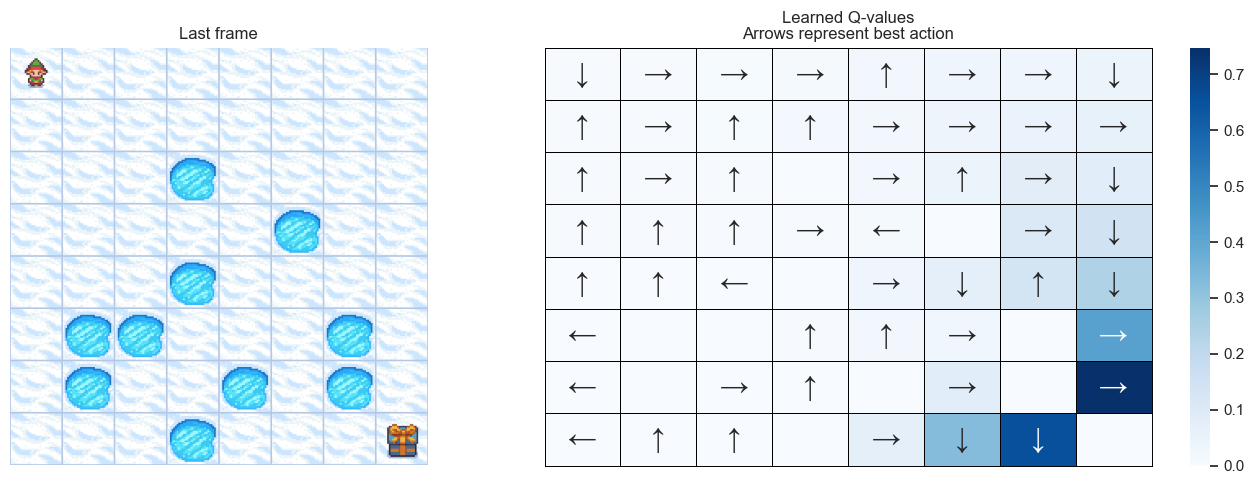 Last frame
Learned Q-values
Arrows represent best action
↓ → → → ↑ → → ↓
↑ → ↑ ↑ → → → →
↑ → ↑ → ↑ → ↓
↑ ↑ ↑ → ← → ↓
↑ ↑ ← → ↓ ↑ ↓
← ↑ ↑ → →
← → ↑ → →
← ↑ ↑ → ↓ ↓
0.7
0.6
0.5
0.4
0.3
0.2
0.1
0.0